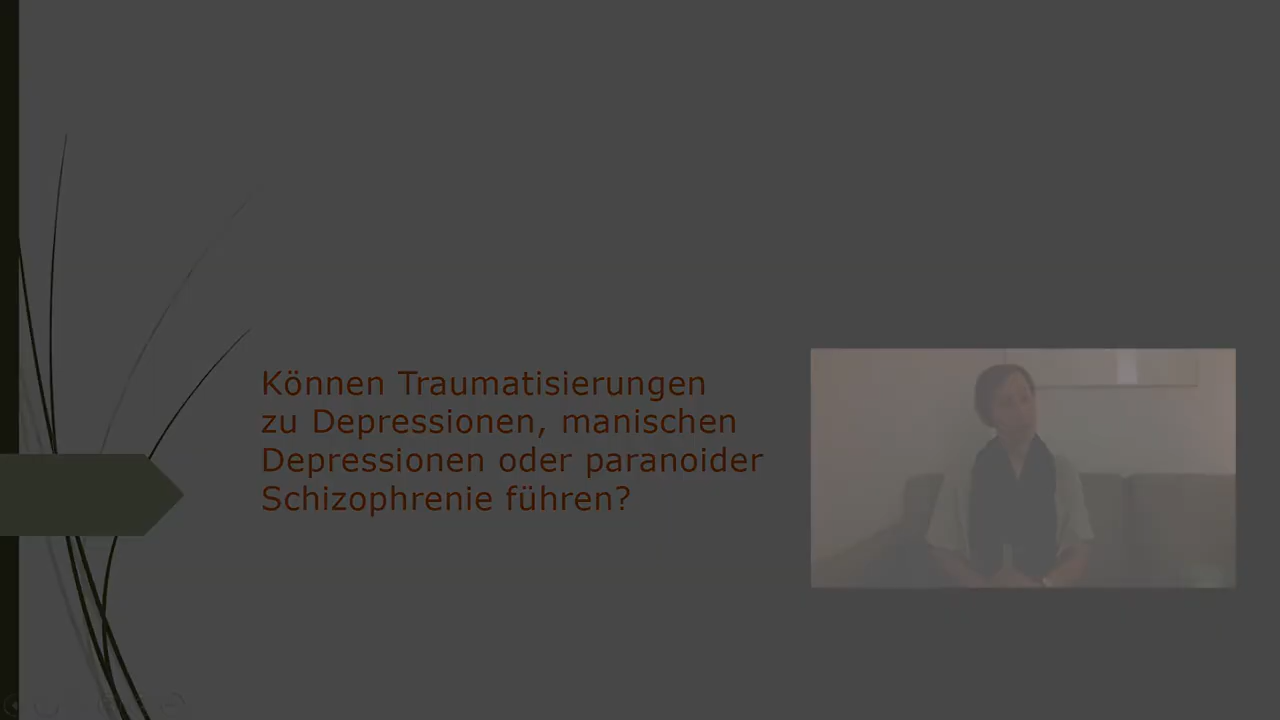 Können Traumatisierungen
zu Depressionen, manischen
Depressionen oder paranoider
Schizophrenie führen?